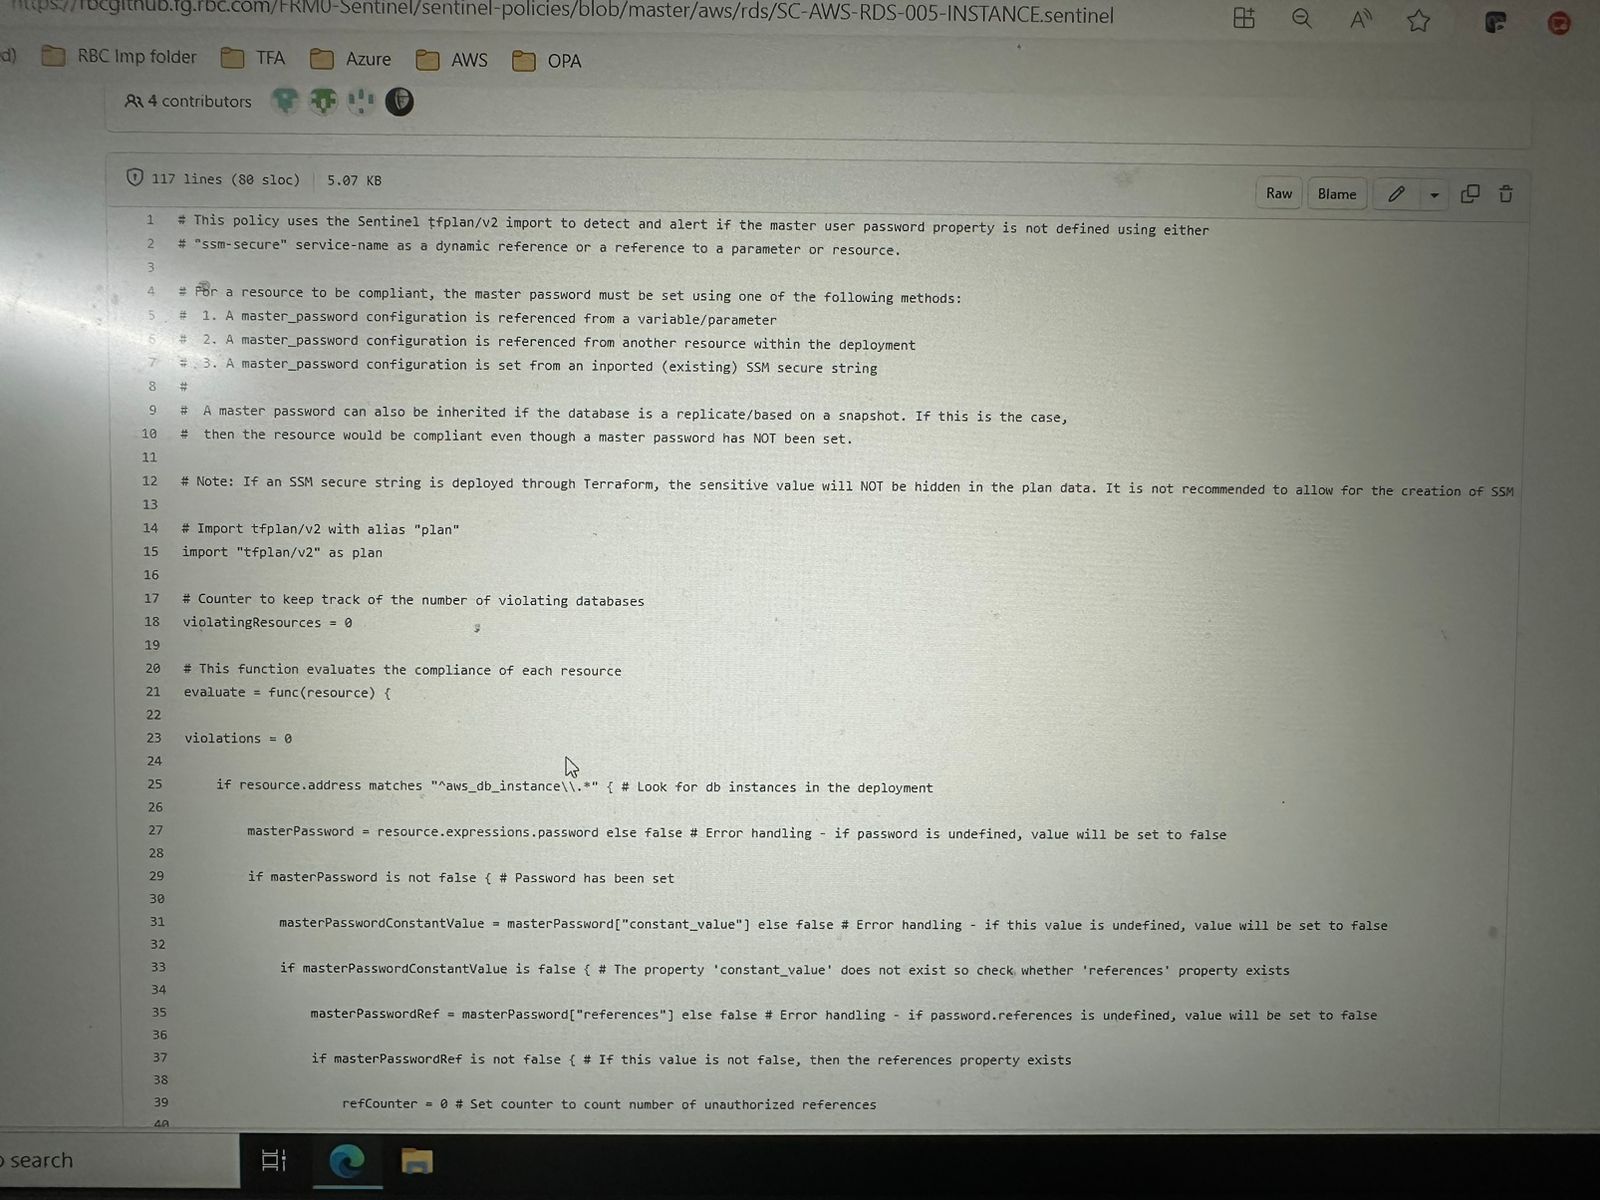 https://rbcgithub.fg.rbc.com/FRM0-Sentinel/sentinel-policies/blob/master/aws/rds/SC-AWS-RDS-005-INSTANCE.sentinel
d) RBC Imp folder TFA Azure AWS OPA
4 contributors
117 lines (80 sloc) 5.07 KB Raw Blame
1 # This policy uses the Sentinel tfplan/v2 import to detect and alert if the master user password property is not defined using either
2 # "ssm-secure" service-name as a dynamic reference or a reference to a parameter or resource.
3
4 # For a resource to be compliant, the master password must be set using one of the following methods:
5 # 1. A master_password configuration is referenced from a variable/parameter
6 # 2. A master_password configuration is referenced from another resource within the deployment
7 # 3. A master_password configuration is set from an inported (existing) SSM secure string
8 #
9 # A master password can also be inherited if the database is a replicate/based on a snapshot. If this is the case,
10 # then the resource would be compliant even though a master password has NOT been set.
11
12 # Note: If an SSM secure string is deployed through Terraform, the sensitive value will NOT be hidden in the plan data. It is not recommended to allow for the creation of SSM
13
14 # Import tfplan/v2 with alias "plan"
15 import "tfplan/v2" as plan
16
17 # Counter to keep track of the number of violating databases
18 violatingResources = 0
19
20 # This function evaluates the compliance of each resource
21 evaluate = func(resource) {
22
23 violations = 0
24
25 if resource.address matches "^aws_db_instance\\.*" { # Look for db instances in the deployment
26
27 masterPassword = resource.expressions.password else false # Error handling - if password is undefined, value will be set to false
28
29 if masterPassword is not false { # Password has been set
30
31 masterPasswordConstantValue = masterPassword["constant_value"] else false # Error handling - if this value is undefined, value will be set to false
32
33 if masterPasswordConstantValue is false { # The property 'constant_value' does not exist so check whether 'references' property exists
34
35 masterPasswordRef = masterPassword["references"] else false # Error handling - if password.references is undefined, value will be set to false
36
37 if masterPasswordRef is not false { # If this value is not false, then the references property exists
38
39 refCounter = 0 # Set counter to count number of unauthorized references
40
search